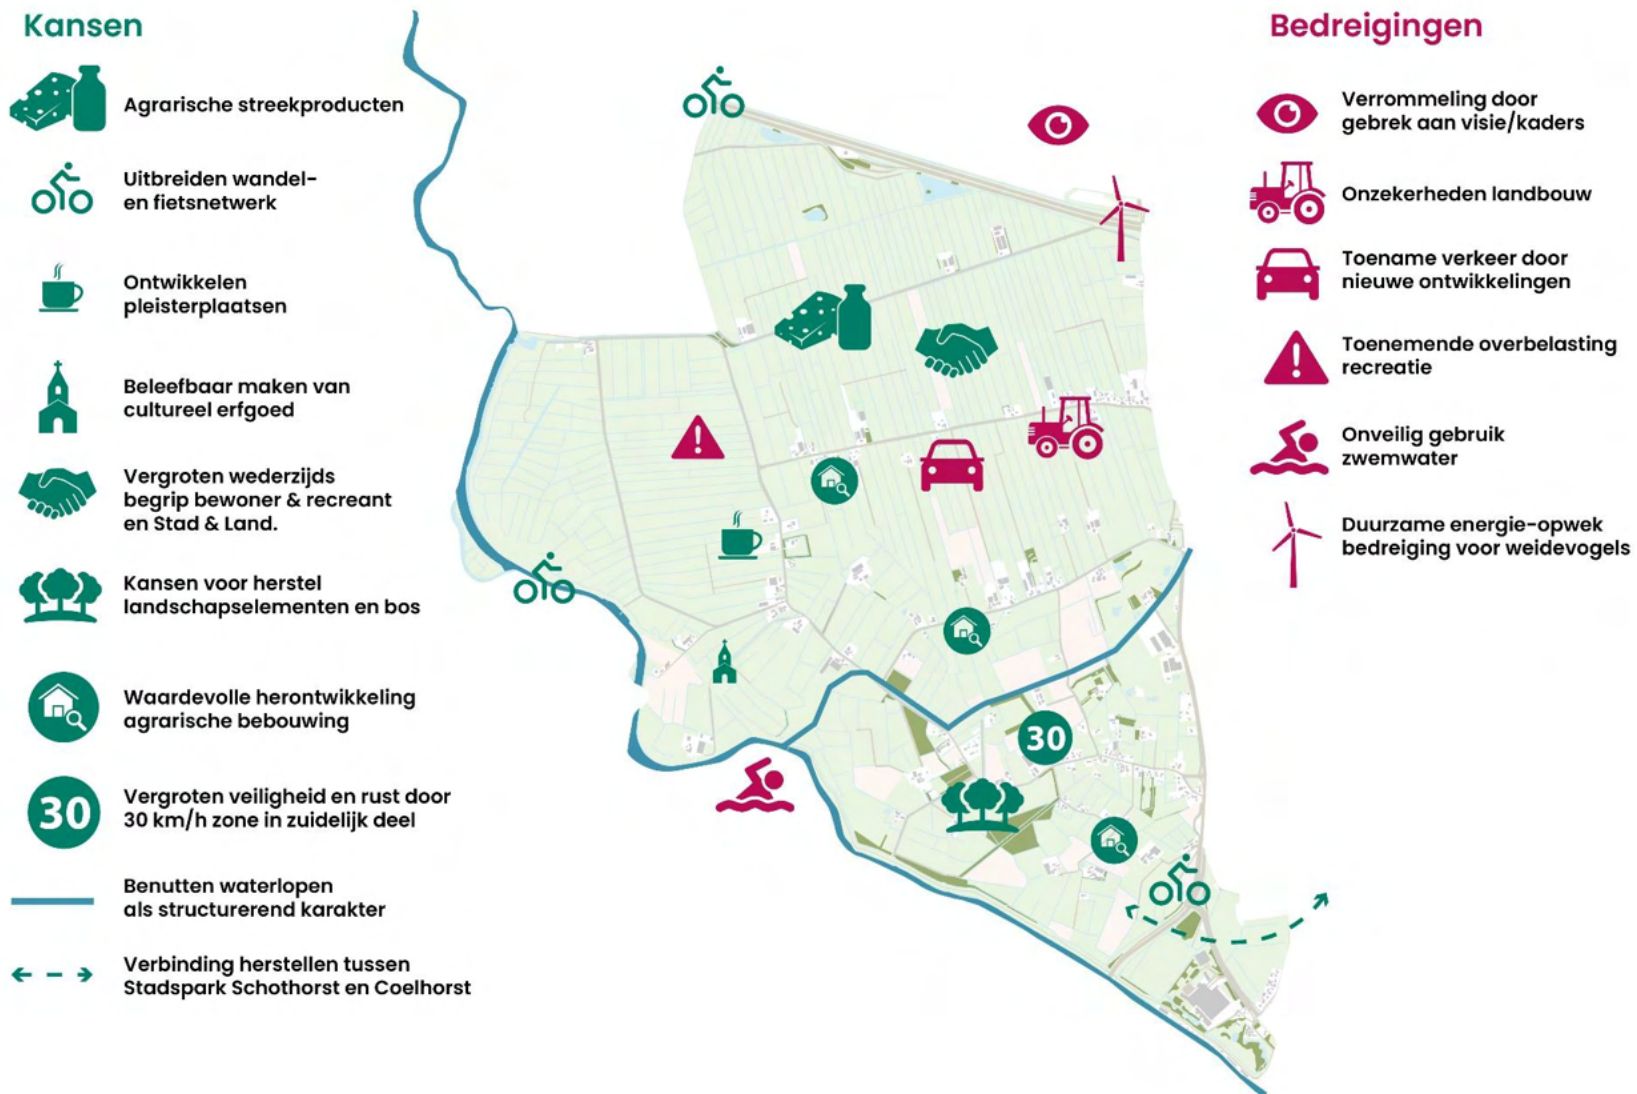 Kansen
Agrarische streekproducten
Uitbreiden wandel-
en fietsnetwerk
Ontwikkelen
pleisterplaatsen
Beleefbaar maken van
cultureel erfgoed
Vergroten wederzijds
begrip bewoner & recreant
en Stad & Land.
Kansen voor herstel
landschapselementen en bos
Waardevolle herontwikkeling
agrarische bebouwing
30
Vergroten veiligheid en rust door
30 km/h zone in zuidelijk deel
Benutten waterlopen
als structurerend karakter
Verbinding herstellen tussen
Stadspark Schothorst en Coelhorst
30
Bedreigingen
Verrommeling door
gebrek aan visie/kaders
Onzekerheden landbouw
Toename verkeer door
nieuwe ontwikkelingen
Toenemende overbelasting
recreatie
Onveilig gebruik
zwemwater
Duurzame energie-opwek
bedreiging voor weidevogels